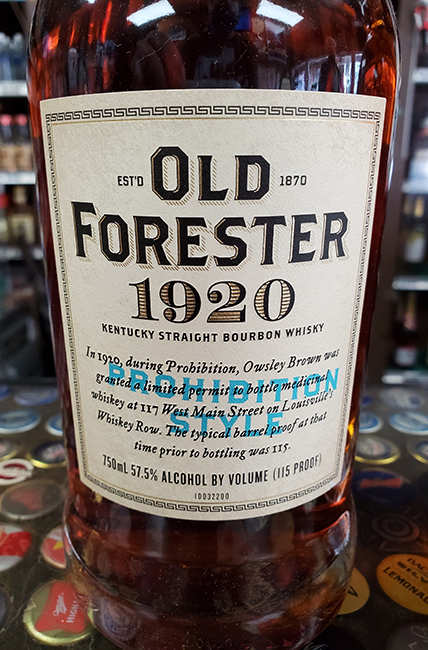 EST'D OLD 1870
FORESTER
1920
KENTUCKY STRAIGHT BOURBON WHISKY
In 1920, during Prohibition, Owsley Brown was
granted a limited permit to bottle medicinal
whiskey at 117 West Main Street on Louisville's
Whiskey Row. The typical barrel proof at that
time prior to bottling was 115.
PROHIBITION
STYLE
750mL 57.5% ALCOHOL BY VOLUME (115 PROOF)
LEMONADE